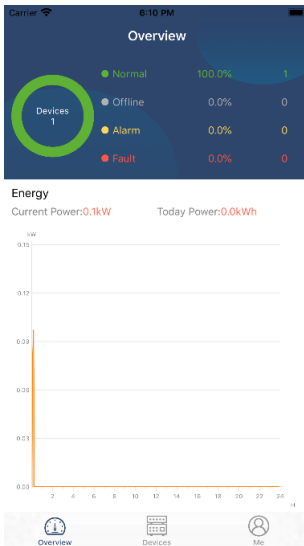 Carrier 6:10 PM
Overview
Devices
1
Normal 100.0% 1
Offline 0.0% 0
Alarm 0.0% 0
Fault 0.0% 0
Energy
Current Power:0.1kW Today Power:0.0kWh
kW
0.15
0.12
0.09
0.06
0.03
0.00
2 4 6 8 10 12 14 16 18 20 22 24
H
Overview Devices Me